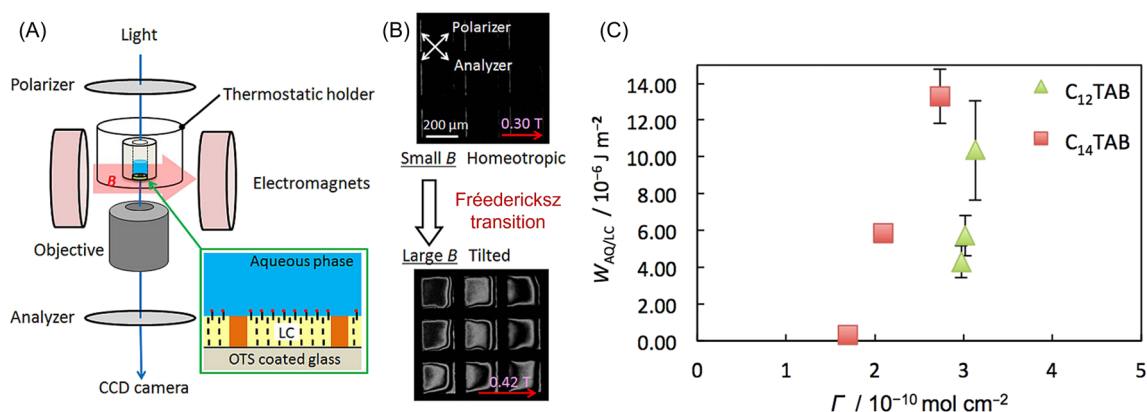 (A)
Light
Polarizer
Thermostatic holder
B
Electromagnets
Objective
Aqueous phase
LC
OTS coated glass
Analyzer
CCD camera
(B)
Polarizer
Analyzer
200 μm
0.30 T
Small B Homeotropic
Fréedericksz
transition
Large B Tilted
0.42 T
(C)
W_AQ/LC / 10⁻⁶ J m⁻²
14.00
12.00
10.00
8.00
6.00
4.00
2.00
0.00
C₁₂TAB
C₁₄TAB
0 1 2 3 4 5
Γ / 10⁻¹⁰ mol cm⁻²